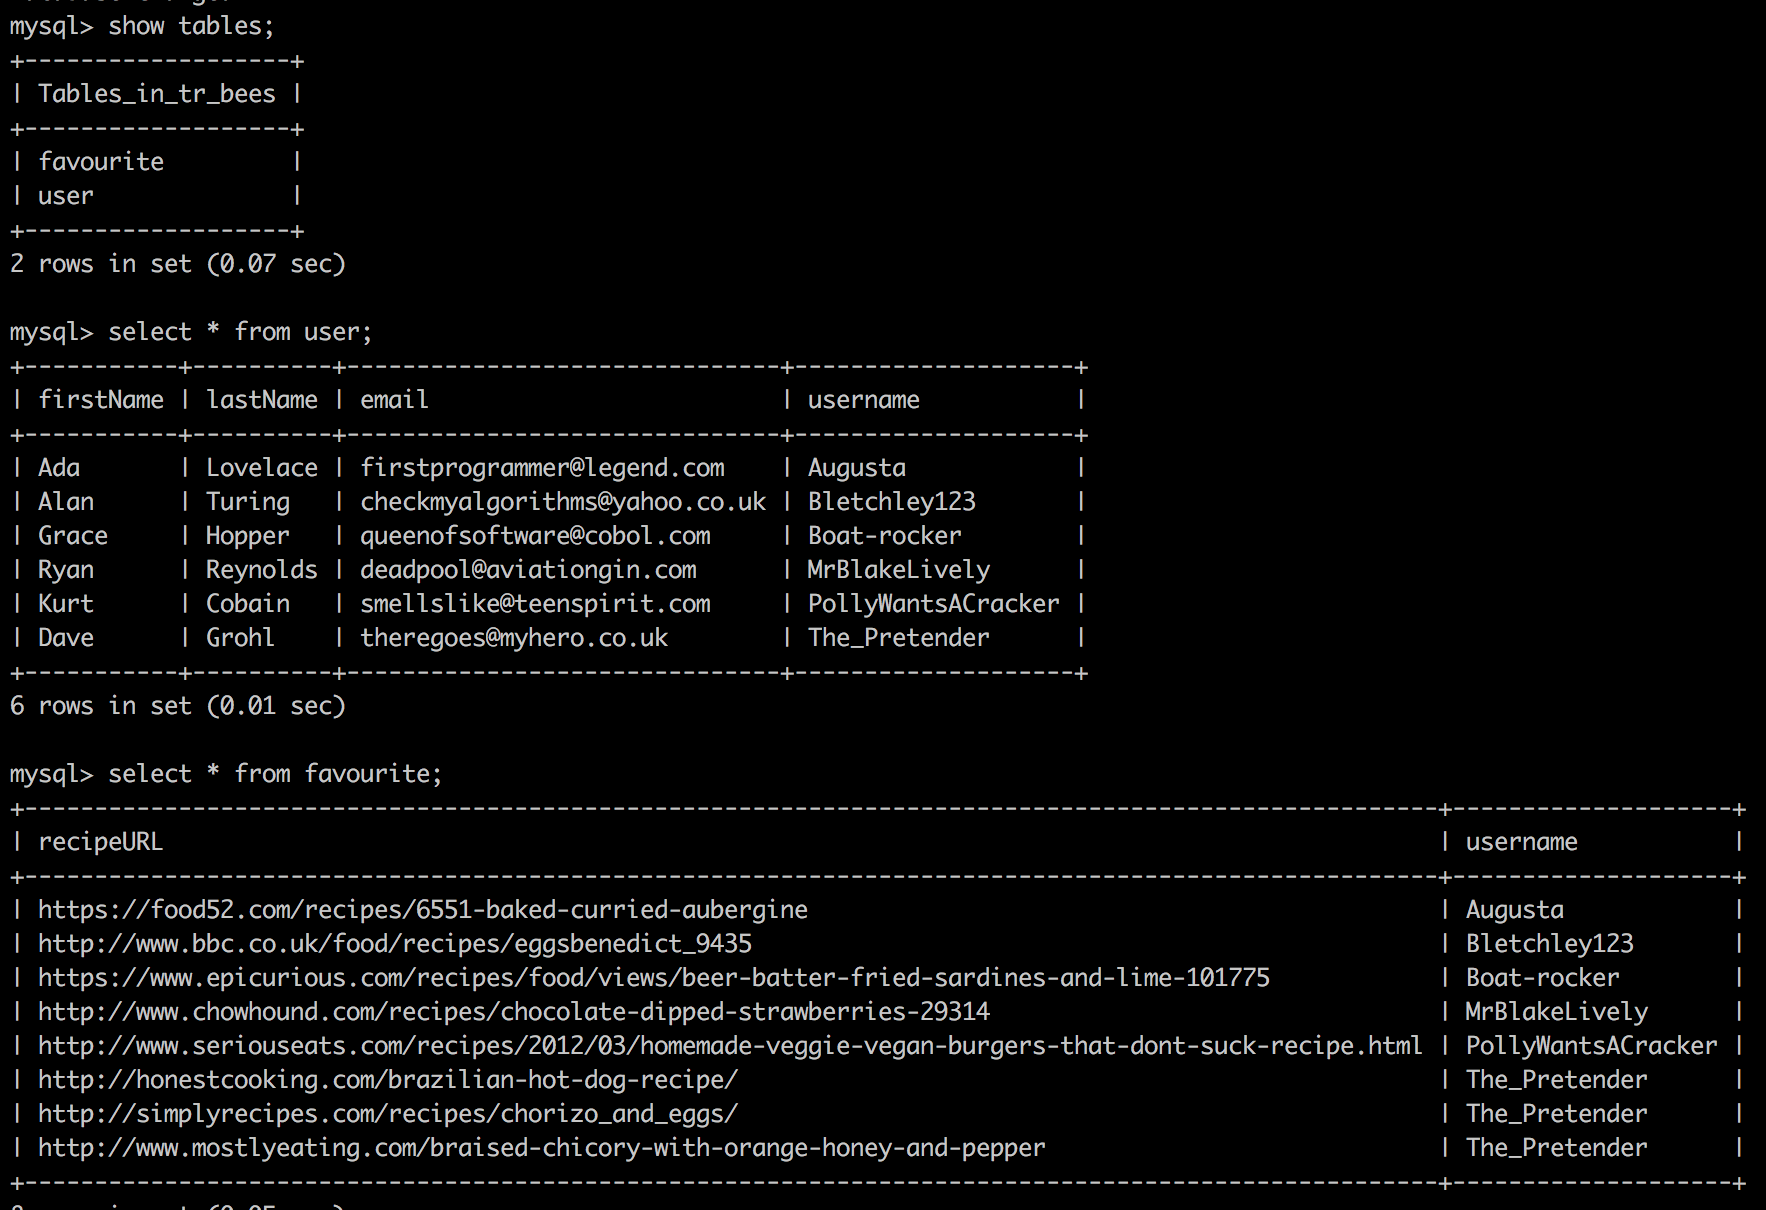 mysql> show tables;
+-------------------+
| Tables_in_tr_bees |
+-------------------+
| favourite         |
| user              |
+-------------------+
2 rows in set (0.07 sec)

mysql> select * from user;
+-----------+----------+-------------------------------+--------------------+
| firstName | lastName | email                         | username           |
+-----------+----------+-------------------------------+--------------------+
| Ada       | Lovelace | firstprogrammer@legend.com    | Augusta            |
| Alan      | Turing   | checkmyalgorithms@yahoo.co.uk | Bletchley123       |
| Grace     | Hopper   | queenofsoftware@cobol.com     | Boat-rocker        |
| Ryan      | Reynolds | deadpool@aviationgin.com      | MrBlakeLively      |
| Kurt      | Cobain   | smellslike@teenspirit.com     | PollyWantsACracker |
| Dave      | Grohl    | theregoes@myhero.co.uk        | The_Pretender      |
+-----------+----------+-------------------------------+--------------------+
6 rows in set (0.01 sec)

mysql> select * from favourite;
+-----------------------------------------------------------------------------------------------------+--------------------+
| recipeURL                                                                                           | username           |
+-----------------------------------------------------------------------------------------------------+--------------------+
| https://food52.com/recipes/6551-baked-curried-aubergine                                             | Augusta            |
| http://www.bbc.co.uk/food/recipes/eggsbenedict_9435                                                 | Bletchley123       |
| https://www.epicurious.com/recipes/food/views/beer-batter-fried-sardines-and-lime-101775            | Boat-rocker        |
| http://www.chowhound.com/recipes/chocolate-dipped-strawberries-29314                                | MrBlakeLively      |
| http://www.seriouseats.com/recipes/2012/03/homemade-veggie-vegan-burgers-that-dont-suck-recipe.html | PollyWantsACracker |
| http://honestcooking.com/brazilian-hot-dog-recipe/                                                  | The_Pretender      |
| http://simplyrecipes.com/recipes/chorizo_and_eggs/                                                  | The_Pretender      |
| http://www.mostlyeating.com/braised-chicory-with-orange-honey-and-pepper                            | The_Pretender      |
+-----------------------------------------------------------------------------------------------------+--------------------+